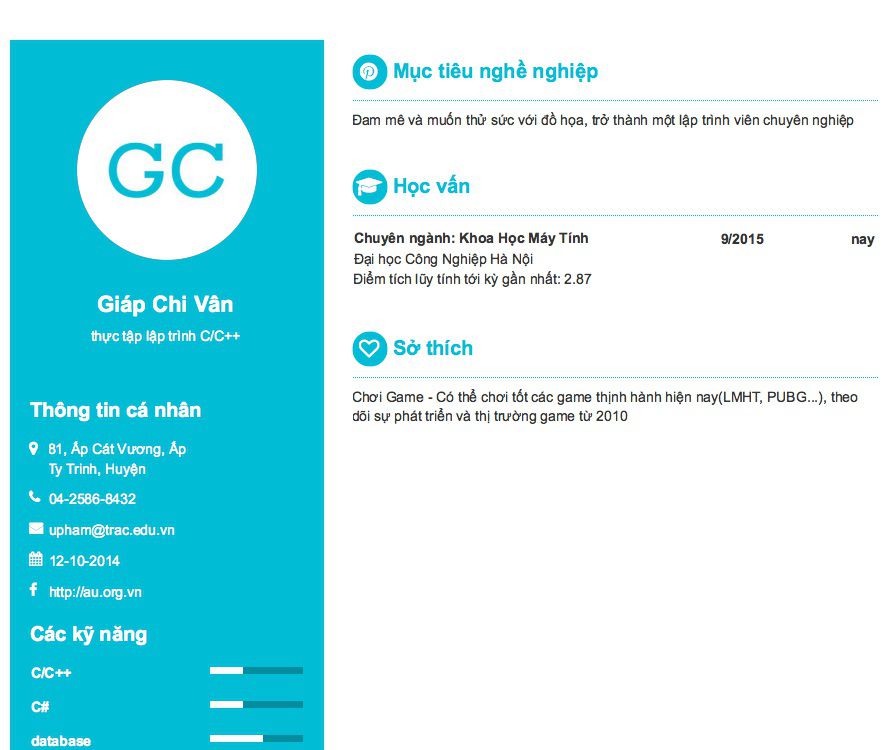 GC
Giáp Chi Vân
thực tập lập trình C/C++
Thông tin cá nhân
81, Ấp Cát Vương, Ấp
Ty Trinh, Huyện
04-2586-8432
upham@trac.edu.vn
12-10-2014
http://au.org.vn
Các kỹ năng
C/C++
C#
database
Mục tiêu nghề nghiệp
Đam mê và muốn thử sức với đồ họa, trở thành một lập trình viên chuyên nghiệp
Học vấn
Chuyên ngành: Khoa Học Máy Tính 9/2015 nay
Đại học Công Nghiệp Hà Nội
Điểm tích lũy tính tới kỳ gần nhất: 2.87
Sở thích
Chơi Game - Có thể chơi tốt các game thịnh hành hiện nay(LMHT, PUBG...), theo
dõi sự phát triển và thị trường game từ 2010